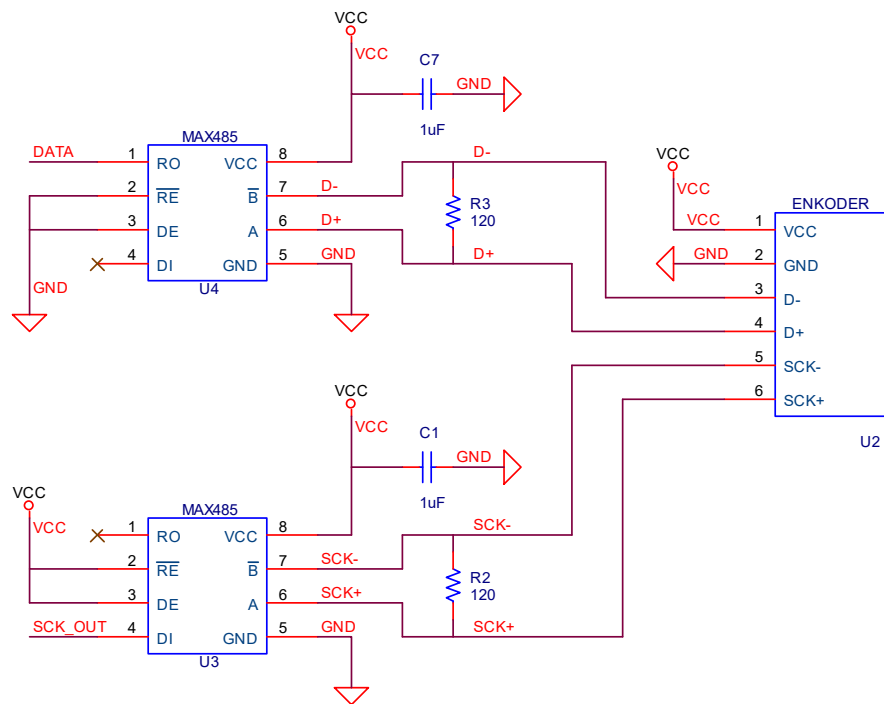 VCC
VCC
C7
GND
1uF
MAX485
DATA
1
RO
VCC
8
2
RE
B
7
D-
D-
3
DE
A
6
D+
R3
120
4
DI
GND
5
GND
D+
GND
U4
VCC
VCC
VCC
ENKODER
1
VCC
GND
2
GND
3
D-
4
D+
5
SCK-
6
SCK+
U2
VCC
VCC
C1
GND
1uF
VCC
VCC
MAX485
1
RO
VCC
8
2
RE
B
7
SCK-
SCK-
3
DE
A
6
SCK+
R2
120
SCK_OUT
4
DI
GND
5
GND
SCK+
U3